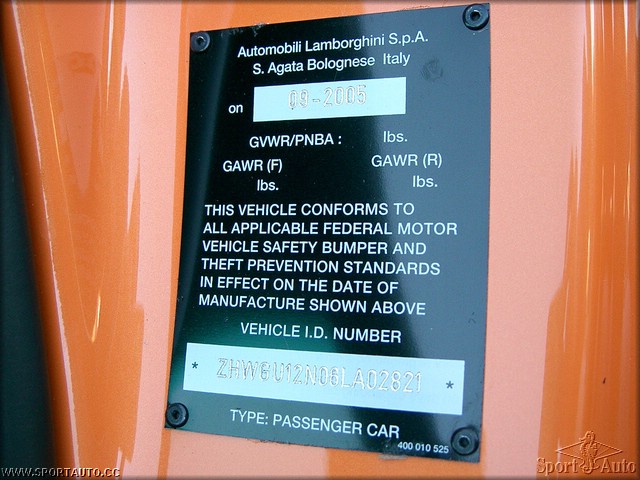 Automobili Lamborghini S.p.A.
S. Agata Bolognese Italy
on 09-2005
GVWR/PNBA : lbs.
GAWR (F) GAWR (R)
lbs. lbs.
THIS VEHICLE CONFORMS TO
ALL APPLICABLE FEDERAL MOTOR
VEHICLE SAFETY BUMPER AND
THEFT PREVENTION STANDARDS
IN EFFECT ON THE DATE OF
MANUFACTURE SHOWN ABOVE
VEHICLE I.D. NUMBER
* ZHWGU12N06LA02821 *
TYPE: PASSENGER CAR
400 010 525
WWW.SPORTAUTO.CC
Sport Auto